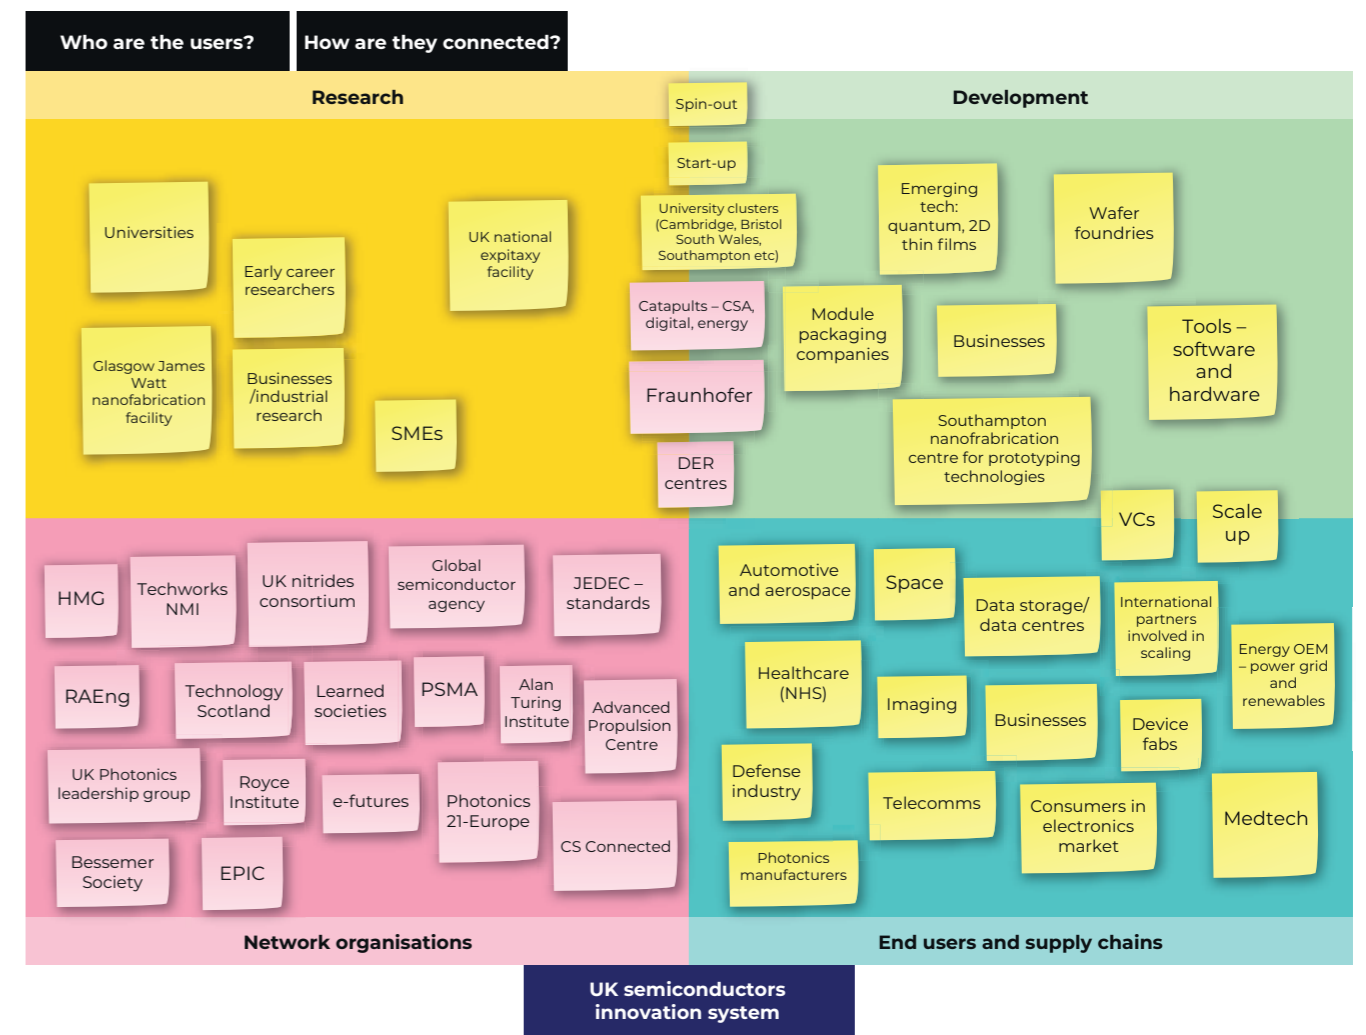 Who are the users?
How are they connected?
Research
Development
Spin-out
Start-up
University clusters
(Cambridge, Bristol
South Wales,
Southampton etc)
Catapults – CSA,
digital, energy
Fraunhofer
DER
centres
Universities
Early career
researchers
UK national
expitaxy
facility
Glasgow James
Watt
nanofabrication
facility
Businesses
/industrial
research
SMEs
Emerging
tech:
quantum, 2D
thin films
Wafer
foundries
Module
packaging
companies
Businesses
Tools –
software
and
hardware
Southampton
nanofrabrication
centre for prototyping
technologies
VCs
Scale
up
HMG
Techworks
NMI
UK nitrides
consortium
Global
semiconductor
agency
JEDEC –
standards
RAEng
Technology
Scotland
Learned
societies
PSMA
Alan
Turing
Institute
Advanced
Propulsion
Centre
UK Photonics
leadership group
Royce
Institute
e-futures
Photonics
21-Europe
CS Connected
Bessemer
Society
EPIC
Automotive
and aerospace
Space
Data storage/
data centres
International
partners
involved in
scaling
Energy OEM
– power grid
and
renewables
Healthcare
(NHS)
Imaging
Businesses
Device
fabs
Defense
industry
Telecomms
Consumers in
electronics
market
Medtech
Photonics
manufacturers
Network organisations
End users and supply chains
UK semiconductors
innovation system